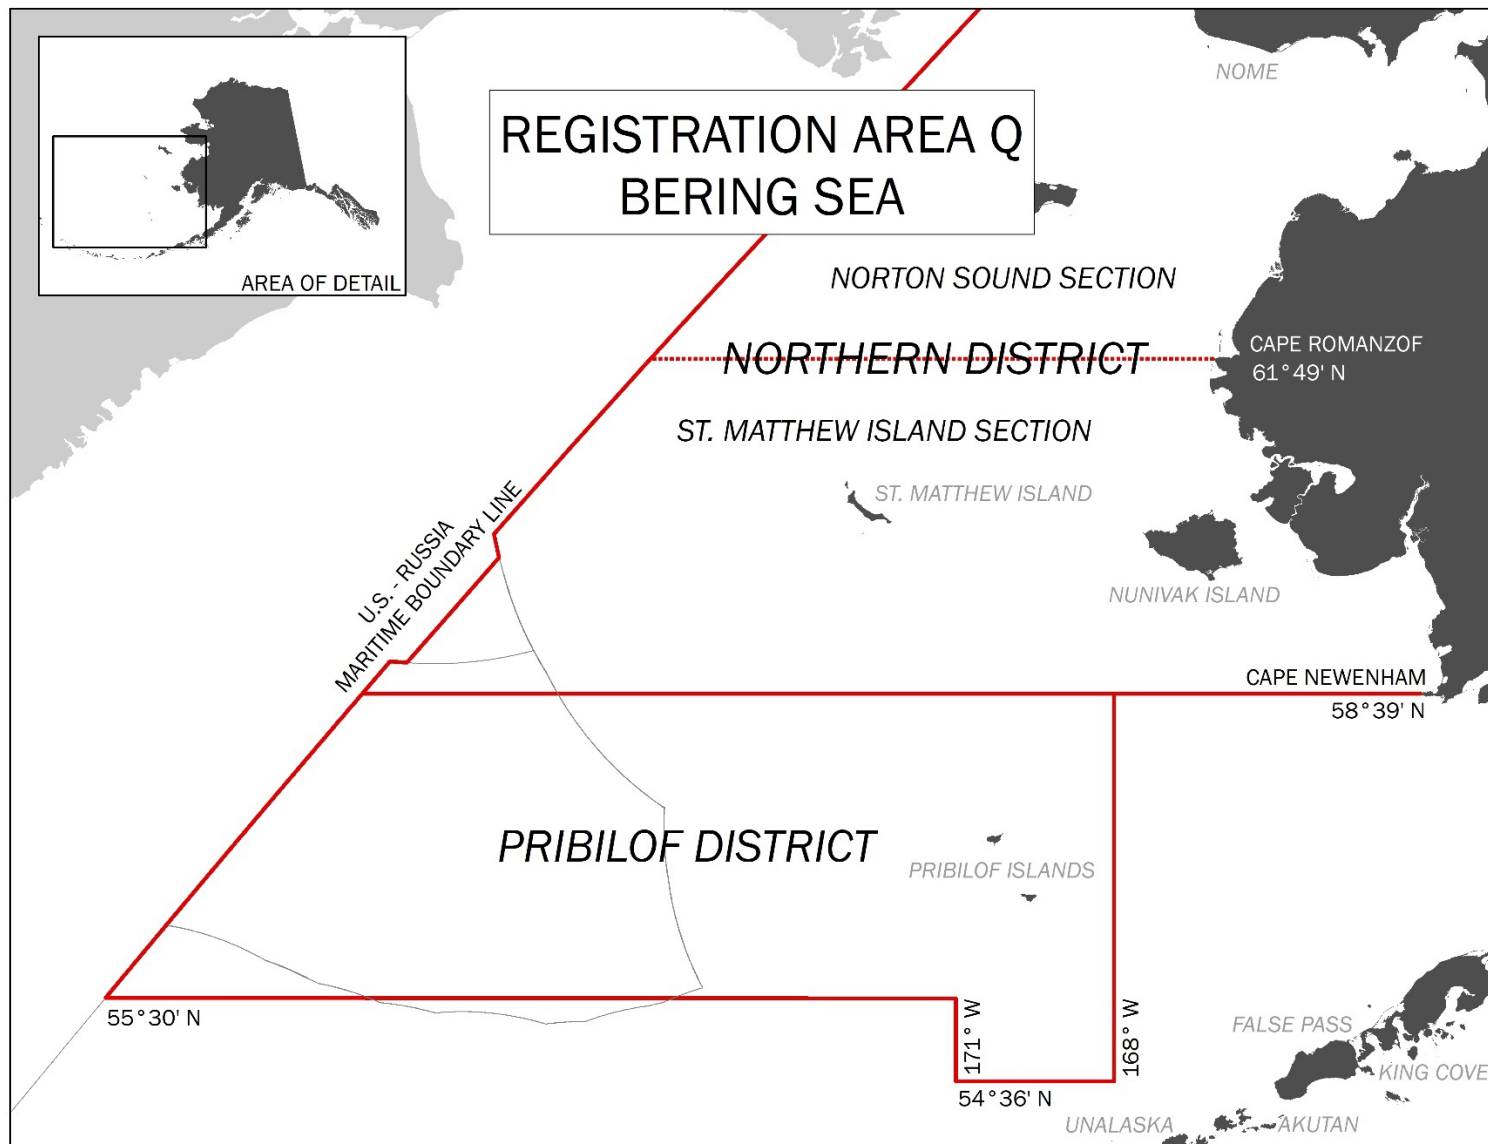 NOME
REGISTRATION AREA Q
BERING SEA
AREA OF DETAIL
NORTON SOUND SECTION
NORTHERN DISTRICT
CAPE ROMANZOF
61°49' N
ST. MATTHEW ISLAND SECTION
ST. MATTHEW ISLAND
U.S. - RUSSIA
MARITIME BOUNDARY LINE
NUNIVAK ISLAND
CAPE NEWENHAM
58°39' N
PRIBILOF DISTRICT
PRIBILOF ISLANDS
55°30' N
171° W
168° W
FALSE PASS
KING COVE
54°36' N
UNALASKA
AKUTAN